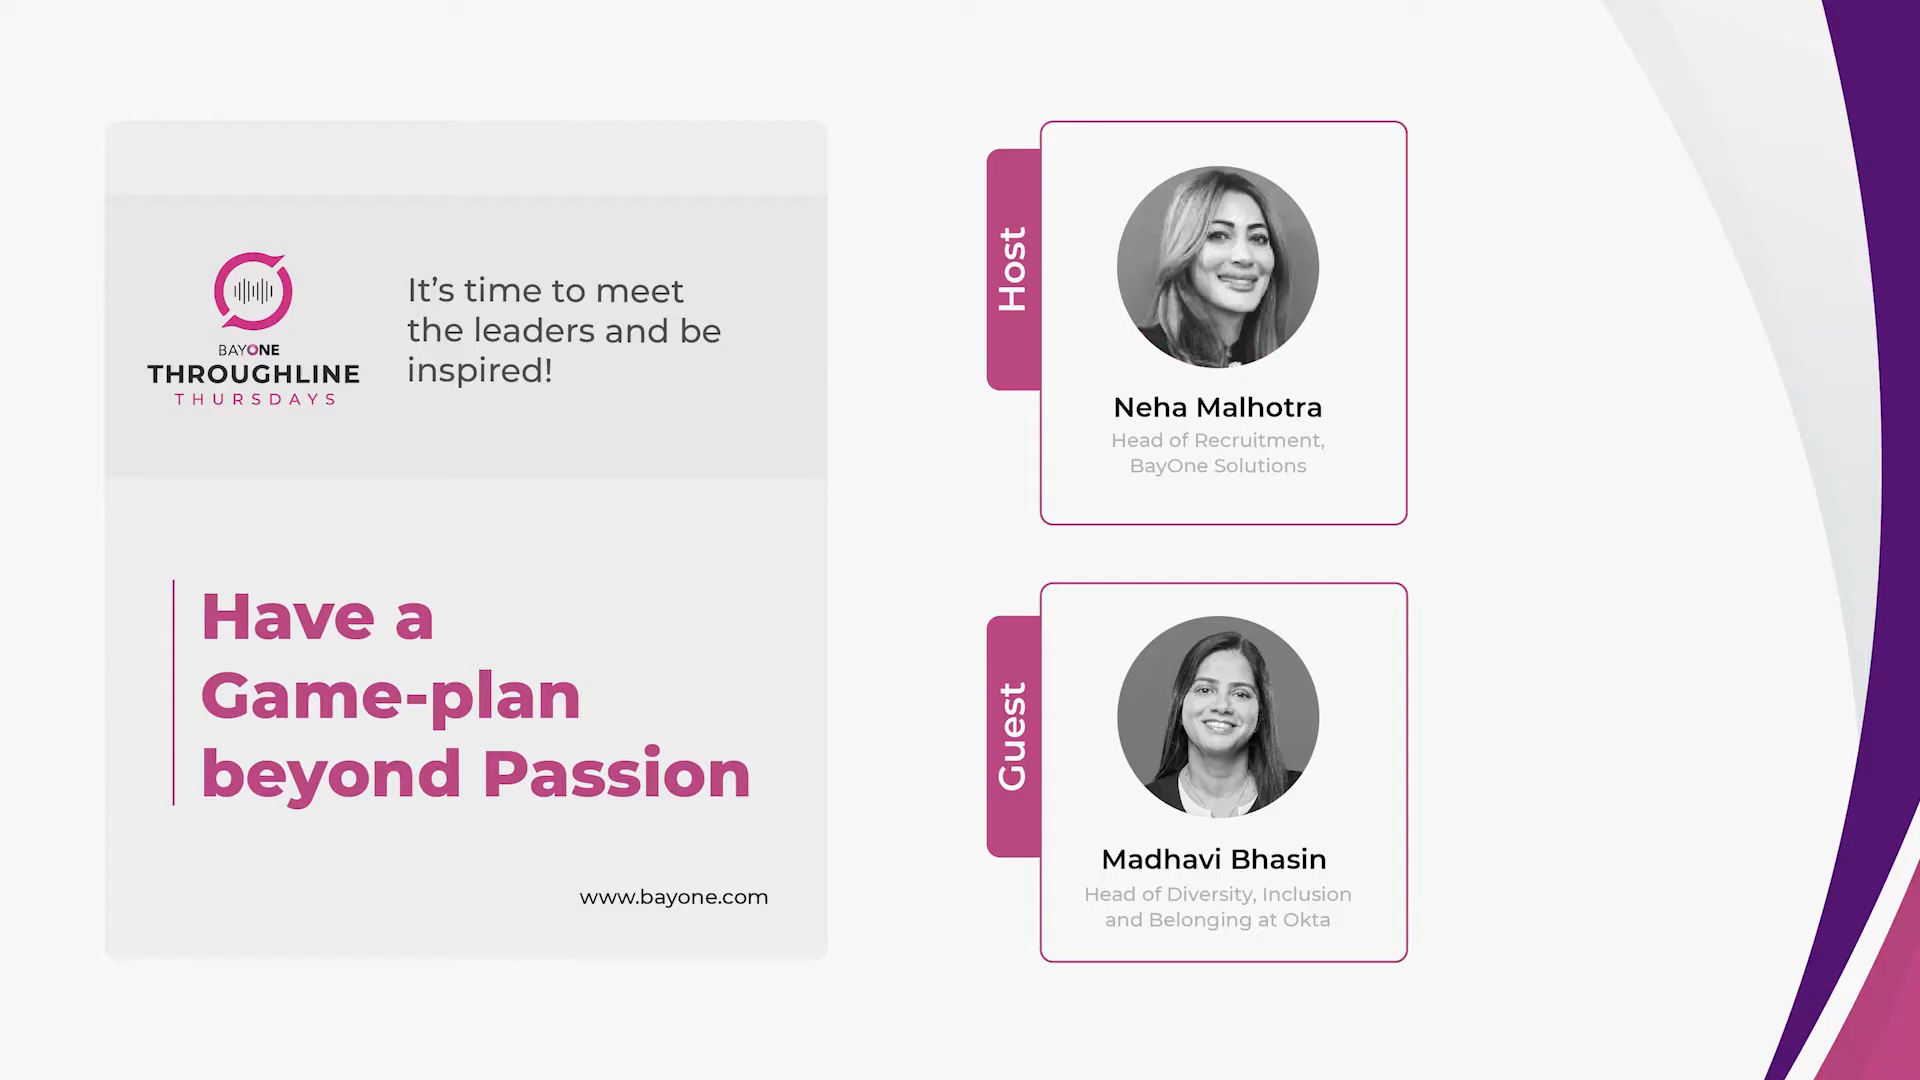 BAYONE
THROUGHLINE
THURSDAYS
It's time to meet
the leaders and be
inspired!
Have a
Game-plan
beyond Passion
www.bayone.com
Host
Neha Malhotra
Head of Recruitment,
BayOne Solutions
Guest
Madhavi Bhasin
Head of Diversity, Inclusion
and Belonging at Okta